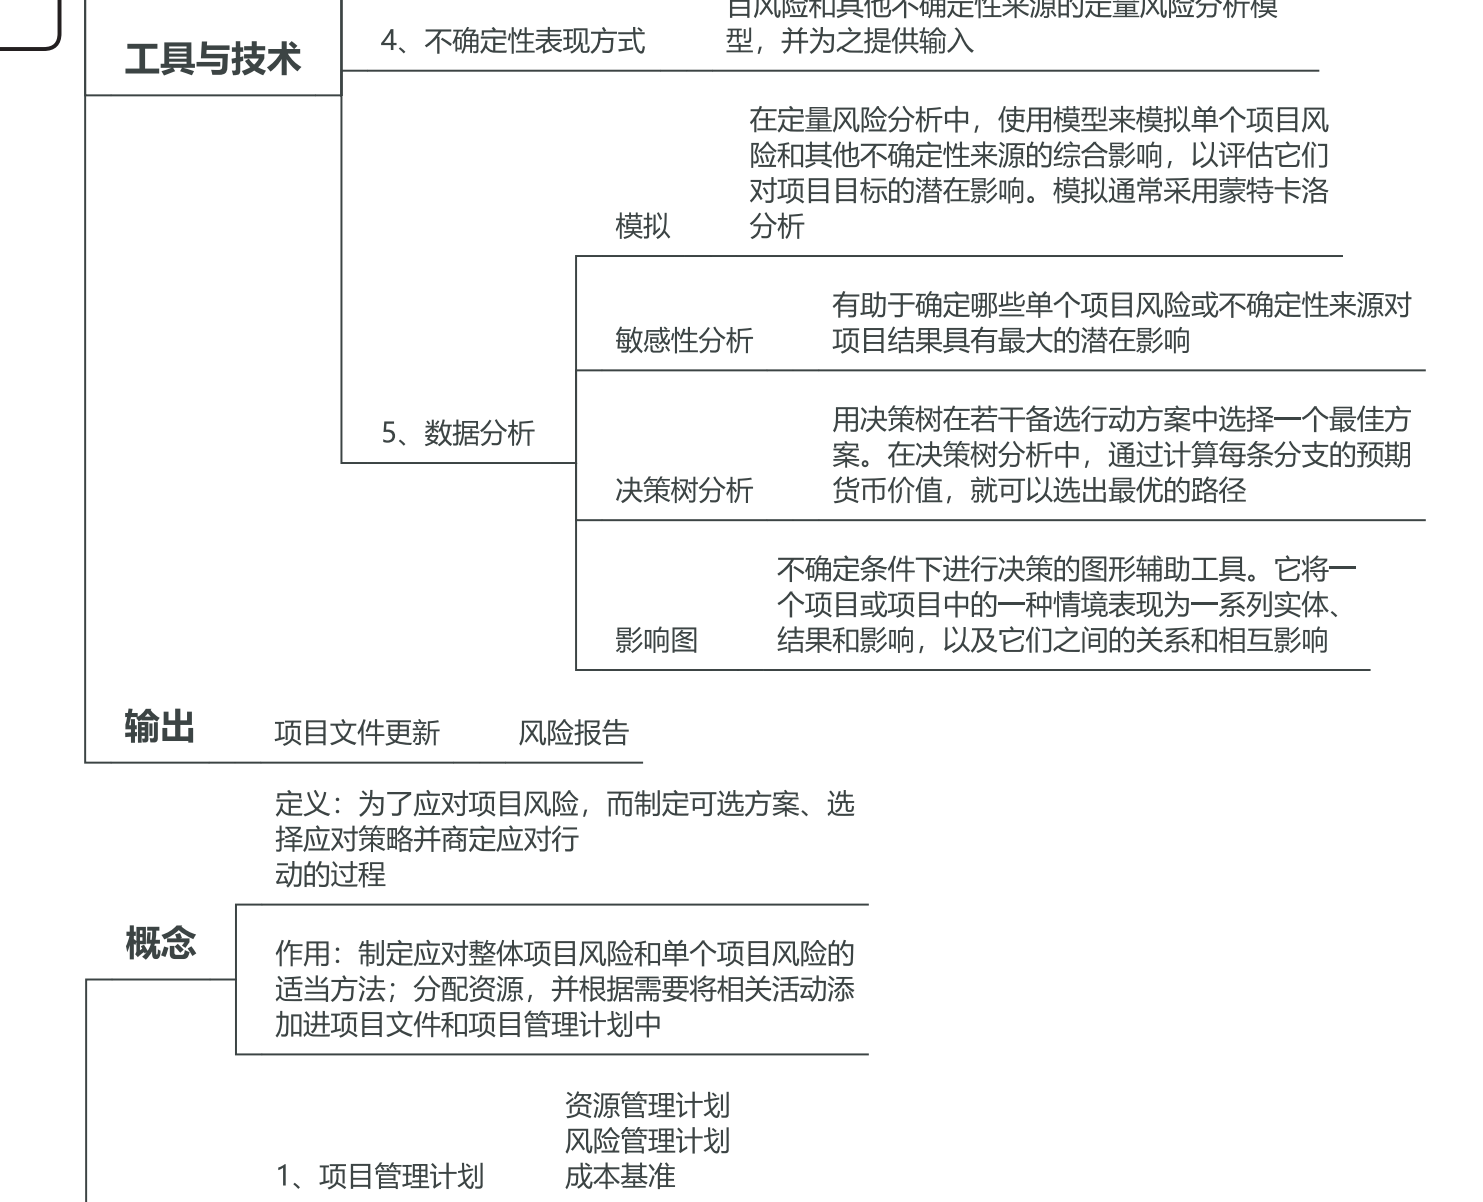 目风险和其他不确定性来源的定量风险分析模
型，并为之提供输入
4、不确定性表现方式
工具与技术
在定量风险分析中，使用模型来模拟单个项目风
险和其他不确定性来源的综合影响，以评估它们
对项目目标的潜在影响。模拟通常采用蒙特卡洛
分析
模拟
有助于确定哪些单个项目风险或不确定性来源对
项目结果具有最大的潜在影响
敏感性分析
用决策树在若干备选行动方案中选择一个最佳方
案。在决策树分析中，通过计算每条分支的预期
货币价值，就可以选出最优的路径
5、数据分析
决策树分析
不确定条件下进行决策的图形辅助工具。它将一
个项目或项目中的一种情境表现为一系列实体、
结果和影响，以及它们之间的关系和相互影响
影响图
输出
项目文件更新
风险报告
定义：为了应对项目风险，而制定可选方案、选
择应对策略并商定应对行
动的过程
概念
作用：制定应对整体项目风险和单个项目风险的
适当方法；分配资源，并根据需要将相关活动添
加进项目文件和项目管理计划中
资源管理计划
风险管理计划
成本基准
1、项目管理计划